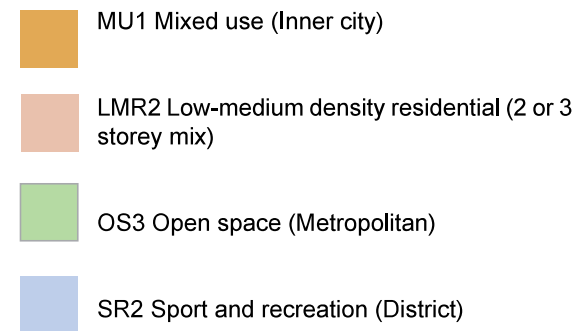 MU1 Mixed use (Inner city)
LMR2 Low-medium density residential (2 or 3
storey mix)
OS3 Open space (Metropolitan)
SR2 Sport and recreation (District)